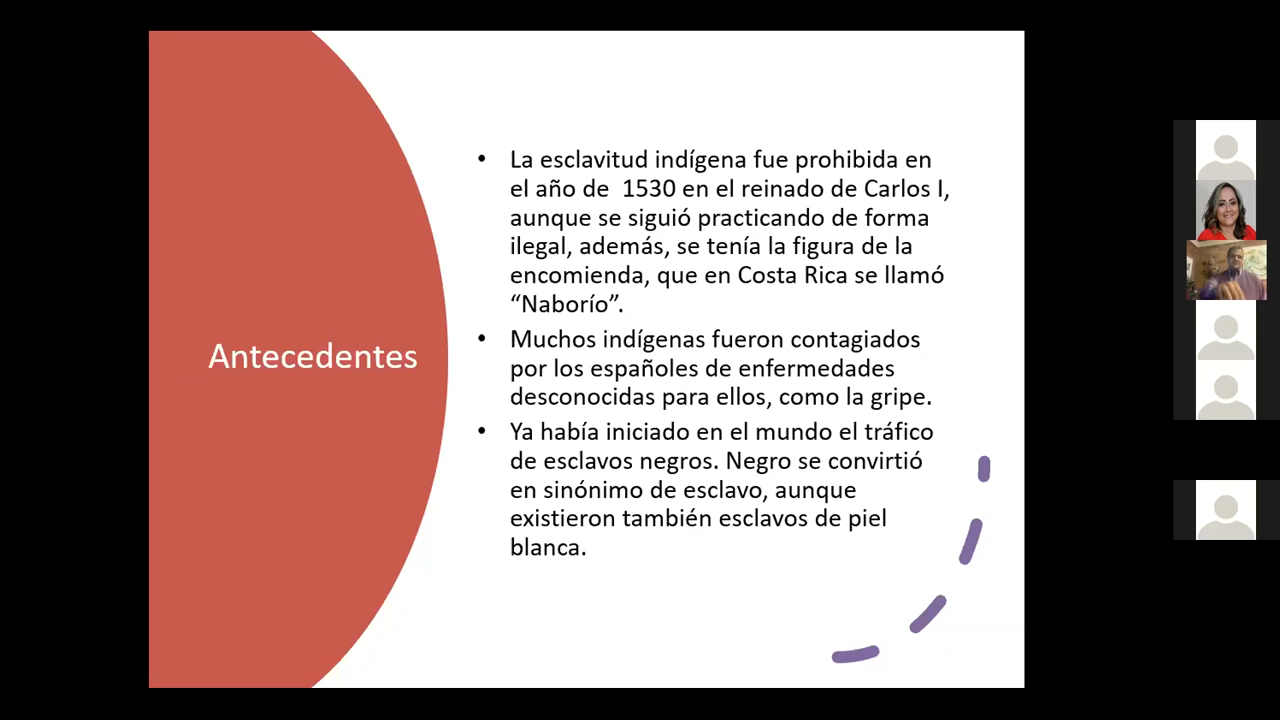 Antecedentes
• La esclavitud indígena fue prohibida en
el año de  1530 en el reinado de Carlos I,
aunque se siguió practicando de forma
ilegal, además, se tenía la figura de la
encomienda, que en Costa Rica se llamó
“Naborío”.
• Muchos indígenas fueron contagiados
por los españoles de enfermedades
desconocidas para ellos, como la gripe.
• Ya había iniciado en el mundo el tráfico
de esclavos negros. Negro se convirtió
en sinónimo de esclavo, aunque
existieron también esclavos de piel
blanca.